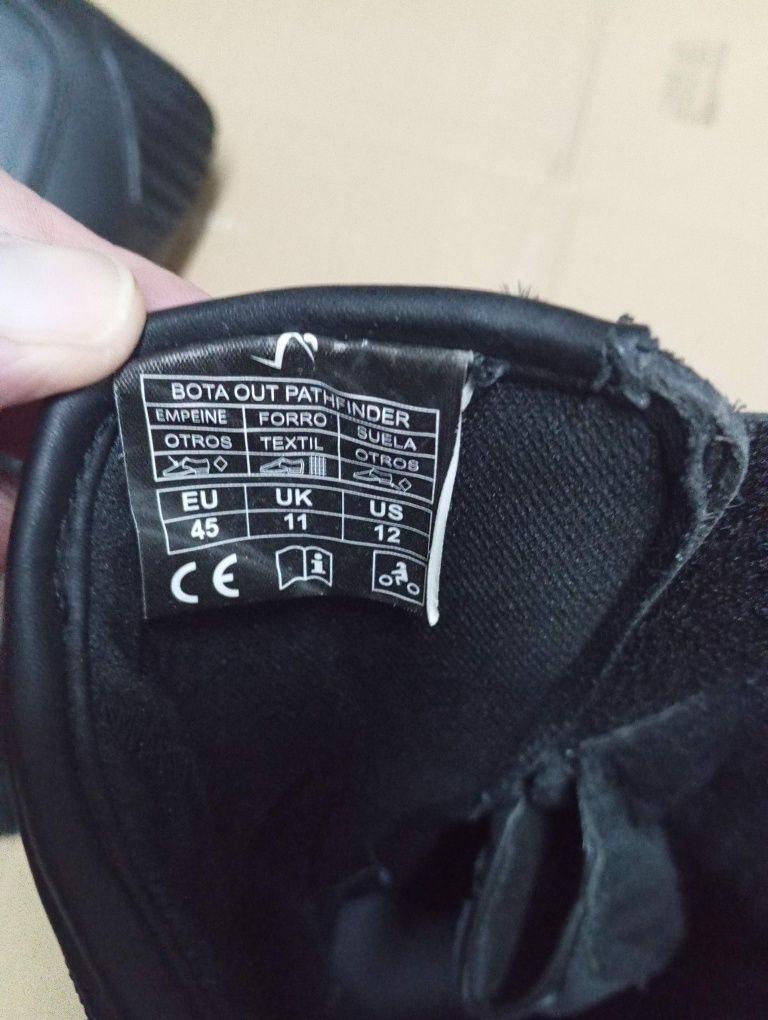 BOTA OUT PATHFINDER
EMPEINE FORRO SUELA
OTROS TEXTIL OTROS
EU UK US
45 11 12
CE i